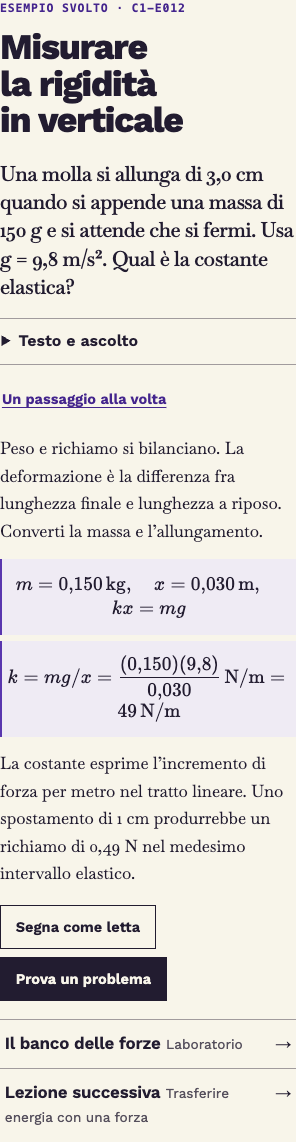 ESEMPIO SVOLTO · C1—E012
Misurare
la rigidità
in verticale
Una molla si allunga di 3,0 cm
quando si appende una massa di
150 g e si attende che si fermi. Usa
g = 9,8 m/s². Qual è la costante
elastica?
▶ Testo e ascolto
Un passaggio alla volta
Peso e richiamo si bilanciano. La
deformazione è la differenza fra
lunghezza finale e lunghezza a riposo.
Converti la massa e l’allungamento.
m = 0,150 kg, x = 0,030 m,
kx = mg
k = mg/x = (0,150)(9,8)/0,030 N/m =
49 N/m
La costante esprime l’incremento di
forza per metro nel tratto lineare. Uno
spostamento di 1 cm produrrebbe un
richiamo di 0,49 N nel medesimo
intervallo elastico.
Segna come letta
Prova un problema
Il banco delle forze Laboratorio →
Lezione successiva Trasferire →
energia con una forza